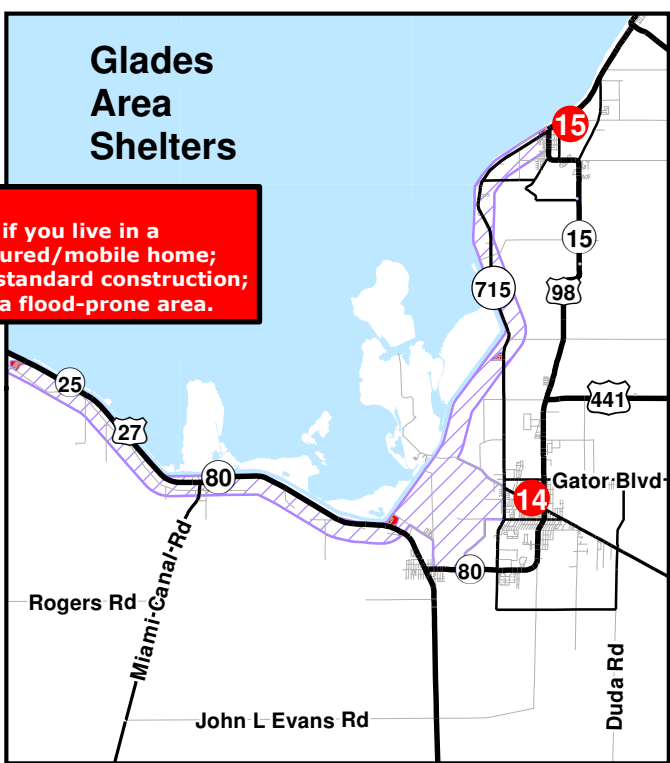 Glades
Area
Shelters
if you live in a
ured/mobile home;
standard construction;
a flood-prone area.
15
15
715
98
441
25
27
80
Gator Blvd
14
80
Rogers Rd
Miami Canal Rd
John L Evans Rd
Duda Rd